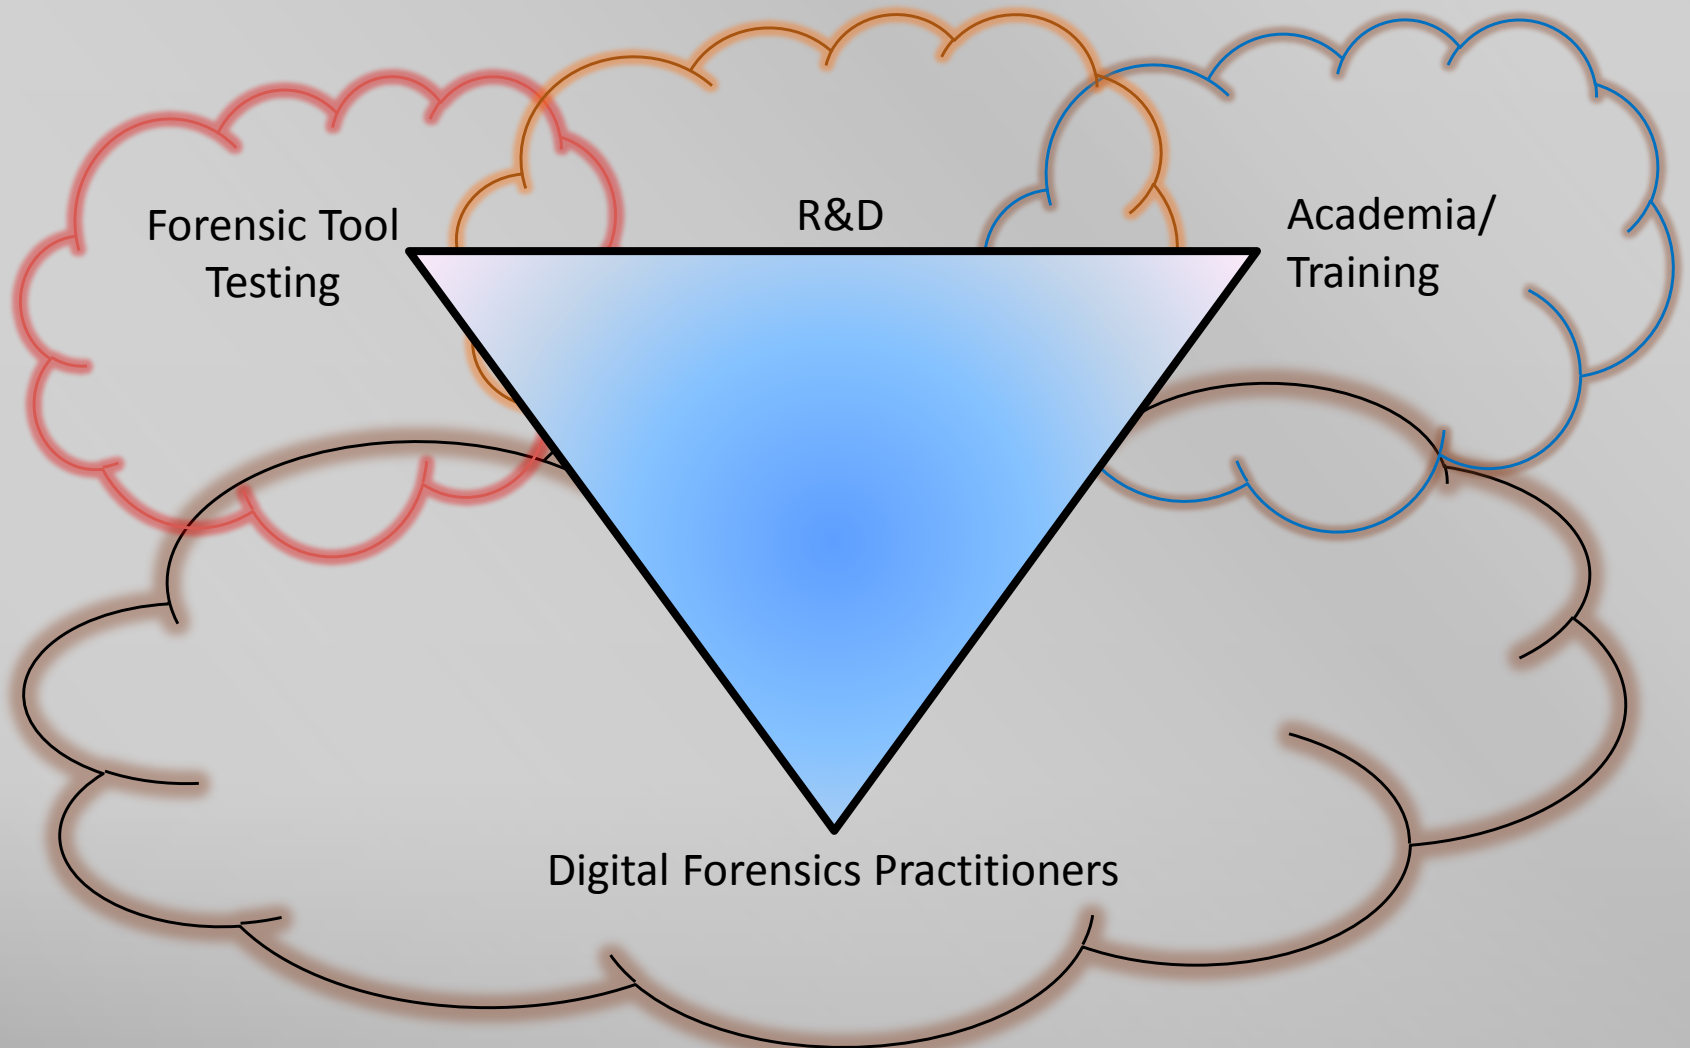 Forensic Tool
Testing
R&D
Academia/
Training
Digital Forensics Practitioners